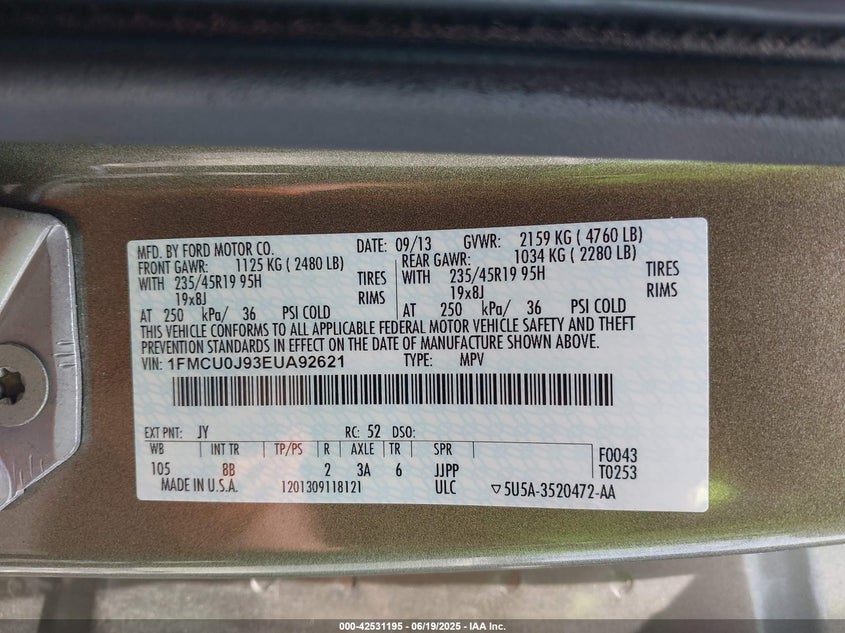 MFD. BY FORD MOTOR CO. DATE: 09/13 GVWR: 2159 KG ( 4760 LB)
FRONT GAWR: 1125 KG ( 2480 LB) REAR GAWR: 1034 KG ( 2280 LB)
WITH 235/45R19 95H TIRES WITH 235/45R19 95H TIRES
19x8J RIMS 19x8J RIMS
AT 250 kPa/ 36 PSI COLD AT 250 kPa/ 36 PSI COLD
THIS VEHICLE CONFORMS TO ALL APPLICABLE FEDERAL MOTOR VEHICLE SAFETY AND THEFT
PREVENTION STANDARDS IN EFFECT ON THE DATE OF MANUFACTURE SHOWN ABOVE.
VIN: 1FMCU0J93EUA92621 TYPE: MPV
EXT PNT: JY RC: 52 DSO:
WB INT TR TP/PS R AXLE TR SPR F0043
105 8B 2 3A 6 JJPP T0253
MADE IN U.S.A. 1201309118121 ULC ▽5U5A-3520472-AA
000-42531195 - 06/19/2025 - IAA Inc.